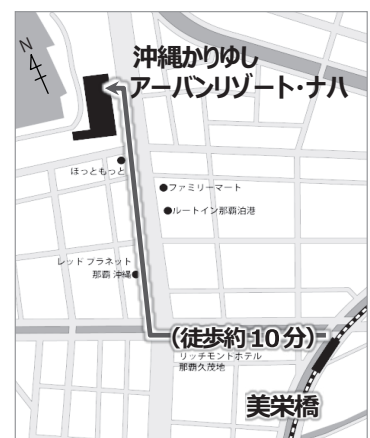 N
4
沖縄かりゆし
アーバンリゾート・ナハ
ほっともっと
●ファミリーマート
●ルートイン那覇泊港
レッド プラネット
那覇 沖縄●
（徒歩約10分）
リッチモントホテル
那覇久茂地
美栄橋